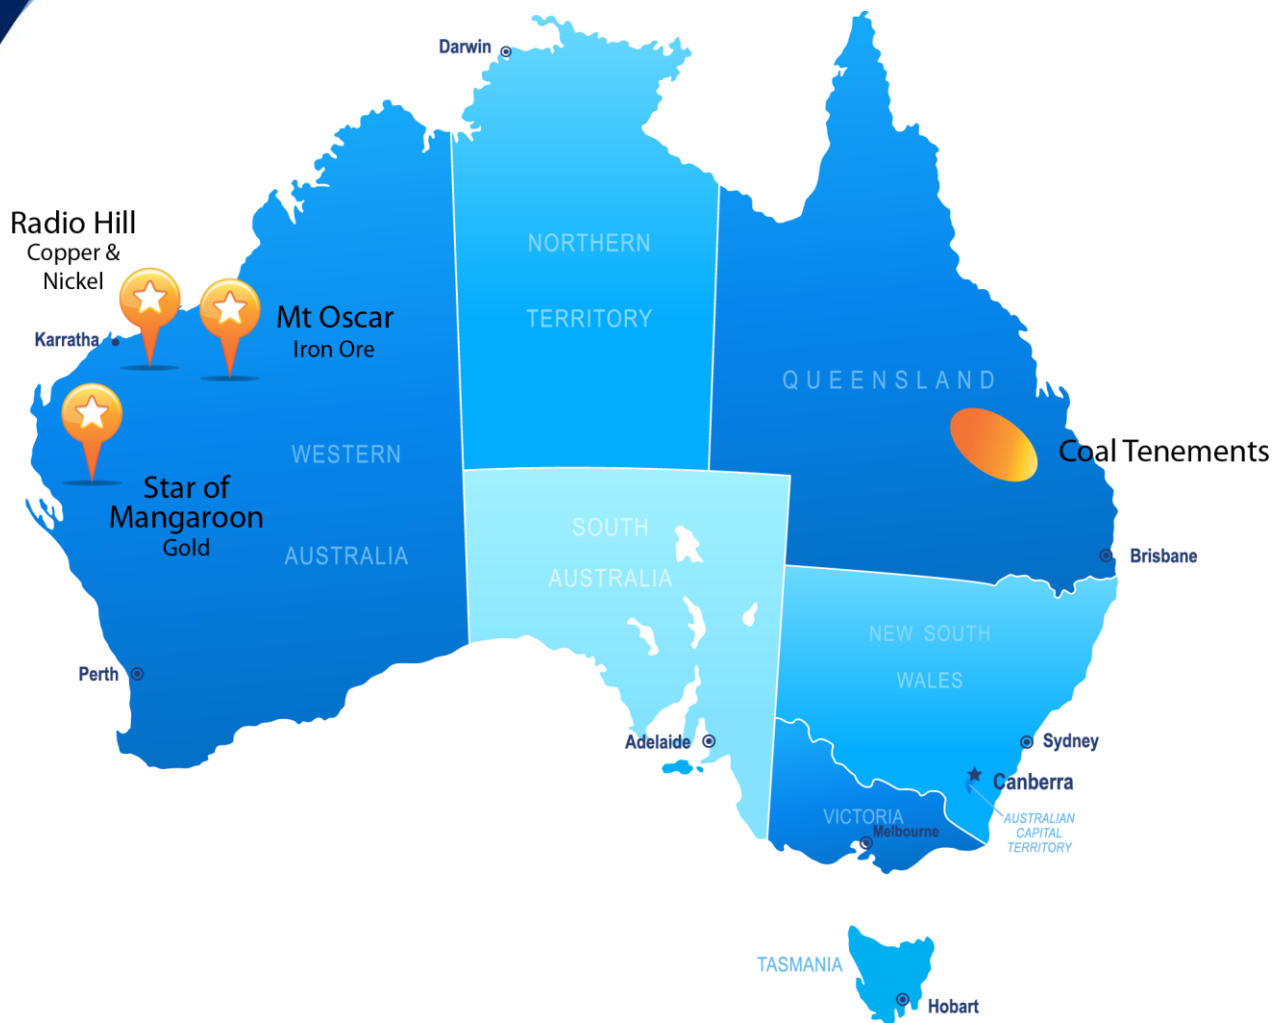 Darwin
Radio Hill
Copper &
Nickel
NORTHERN
TERRITORY
Mt Oscar
Iron Ore
Karratha
QUEENSLAND
WESTERN
AUSTRALIA
Coal Tenements
Star of
Mangaroon
Gold
SOUTH
AUSTRALIA
Brisbane
NEW SOUTH
WALES
Perth
Adelaide
Sydney
Canberra
AUSTRALIAN
CAPITAL
TERRITORY
VICTORIA
Melbourne
TASMANIA
Hobart